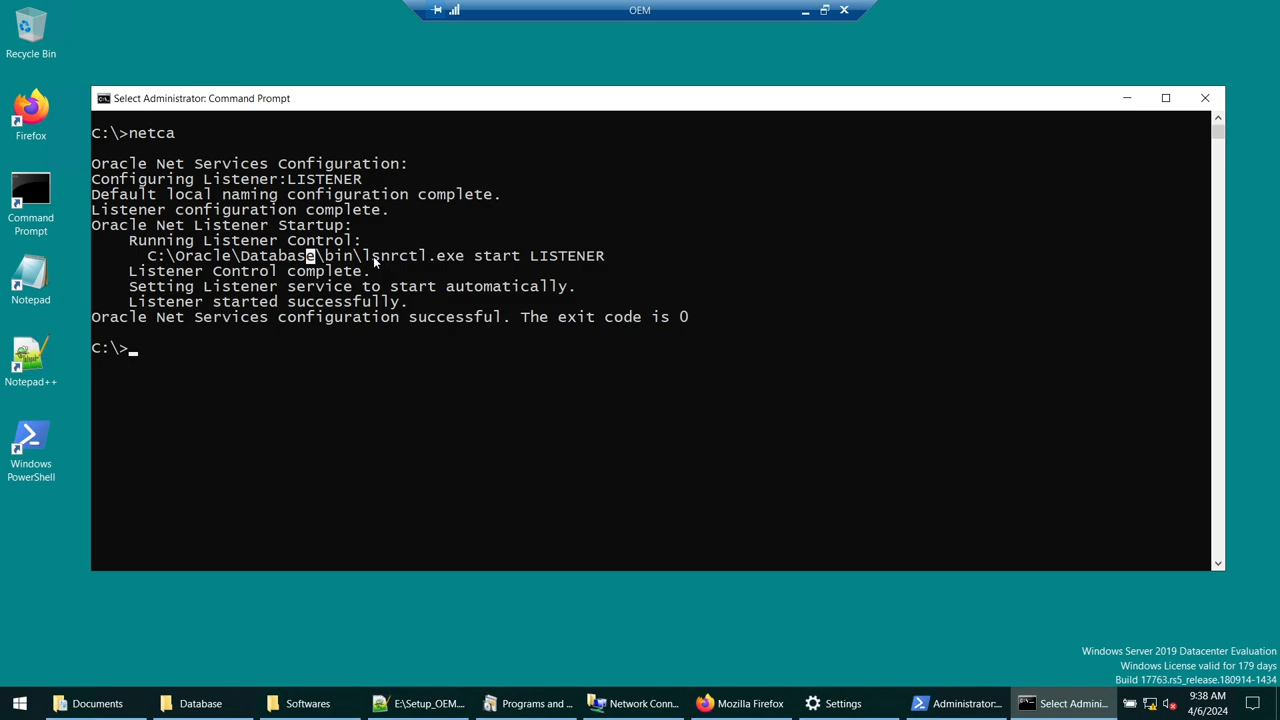 OEM
Recycle Bin
Firefox
Command
Prompt
Notepad
Notepad++
Windows
PowerShell
Select Administrator: Command Prompt
C:\>netca
Oracle Net Services Configuration:
Configuring Listener:LISTENER
Default local naming configuration complete.
Listener configuration complete.
Oracle Net Listener Startup:
Running Listener Control:
C:\Oracle\Database\bin\lsnrctl.exe start LISTENER
Listener Control complete.
Setting Listener service to start automatically.
Listener started successfully.
Oracle Net Services configuration successful. The exit code is 0
C:\>
Windows Server 2019 Datacenter Evaluation
Windows License valid for 179 days
Build 17763.rs5_release.180914-1434
Documents
Database
Softwares
E:\Setup_OEM....
Programs and ...
Network Conn...
Mozilla Firefox
Settings
Administrator:...
Select Admini...
9:38 AM
4/6/2024